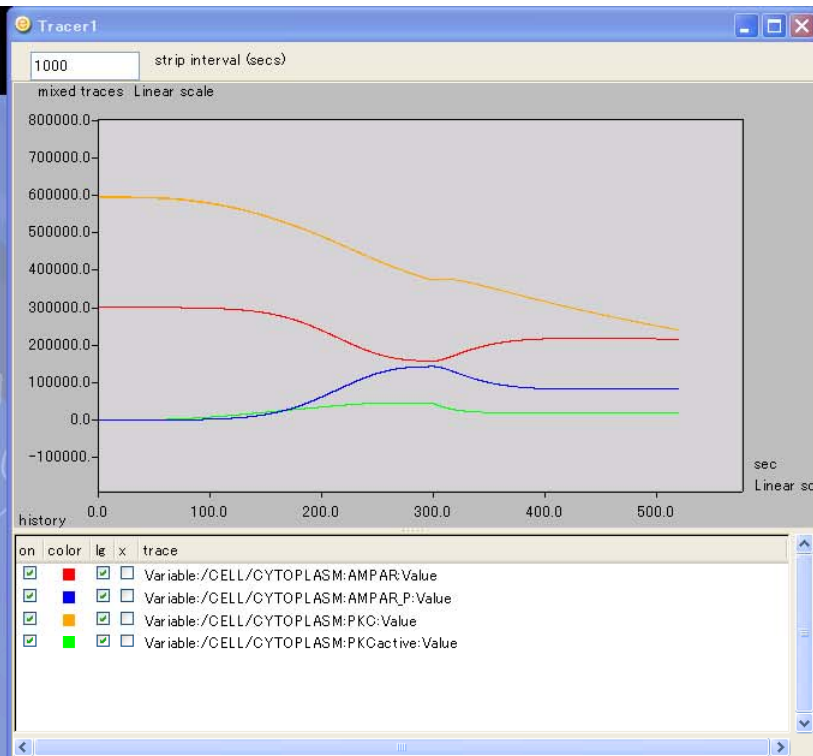 Tracer1
1000 strip interval (secs)
mixed traces Linear scale
800000.0
700000.0
600000.0
500000.0
400000.0
300000.0
200000.0
100000.0
0.0
-100000.
sec
Linear sc
history 0.0 100.0 200.0 300.0 400.0 500.0
on color lg x trace
Variable:/CELL/CYTOPLASM:AMPAR:Value
Variable:/CELL/CYTOPLASM:AMPAR_P:Value
Variable:/CELL/CYTOPLASM:PKC:Value
Variable:/CELL/CYTOPLASM:PKCactive:Value